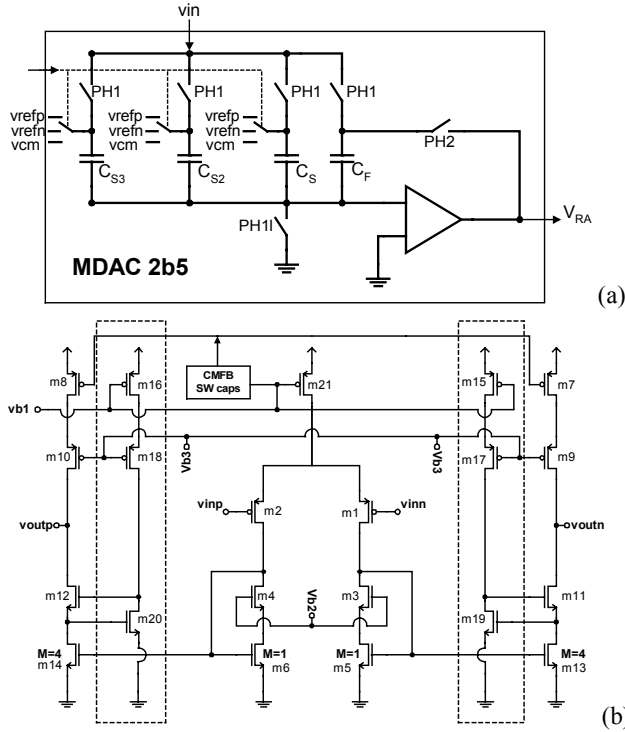 vin
PH1 PH1 PH1 PH1
vrefp vrefp vrefp
vrefn vrefn vrefn
vcm vcm vcm
PH2
CS3 CS2 CS CF
PH1I
VRA
MDAC 2b5
(a)
m8 m16 CMFB SW caps m21 m15 m7
vb1
m10 m18 Vb3 Vb3 m17 m9
vinp m2 m1 vinn
voutp voutn
m12 m4 Vb2 m3 m11
m20 m19
M=4 M=1 M=1 M=4
m14 m6 m5 m13
(b)